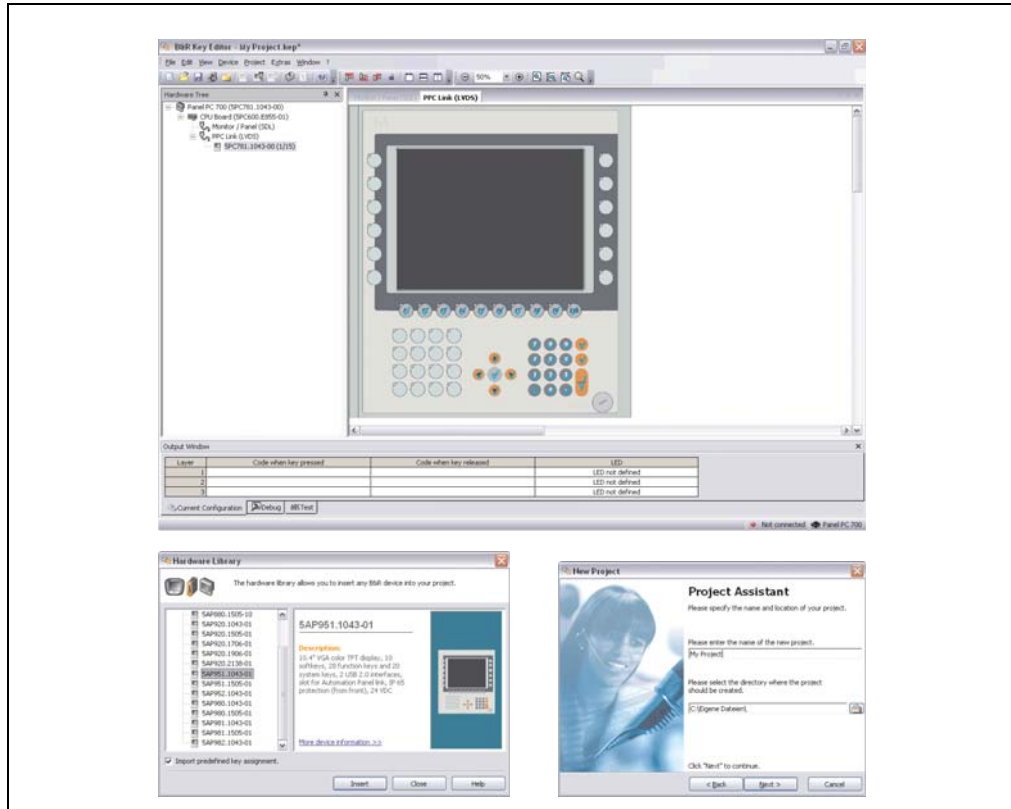 B&R Key Editor - My Project.kep*
File Edit View Device Project Extras Window ?
50%
Hardware Tree
PPC Link (LVDS)
Panel PC 700 (5PC781.1043-00)
CPU Board (5PC600.E855-01)
Monitor / Panel (SDL)
PPC Link (LVDS)
5PC781.1043-00 (1/15)
Output Window
Layer Code when key pressed Code when key released LED
1 LED not defined
2 LED not defined
3 LED not defined
Current Configuration Debug Test
Not connected Panel PC 700
Hardware Library
The hardware library allows you to insert any B&R device into your project.
5AP880.1505-10
5AP920.1043-01
5AP920.1505-01
5AP920.1706-01
5AP920.1906-01
5AP920.2138-01
5AP951.1043-01
5AP951.1505-01
5AP952.1043-01
5AP980.1043-01
5AP980.1505-01
5AP981.1043-01
5AP981.1505-01
5AP982.1043-01
5AP951.1043-01
Description:
10.4" VGA color TFT display, 10
softkeys, 28 function keys and 20
system keys, 2 USB 2.0 interfaces,
slot for Automation Panel link, IP 65
protection (from front), 24 VDC
More device information >>
Import predefined key assignment.
Insert Close Help
New Project
Project Assistant
Please specify the name and location of your project.
Please enter the name of the new project.
My Project
Please select the directory where the project
should be created.
C:\Eigene Dateien\
Click "Next" to continue.
< Back Next > Cancel